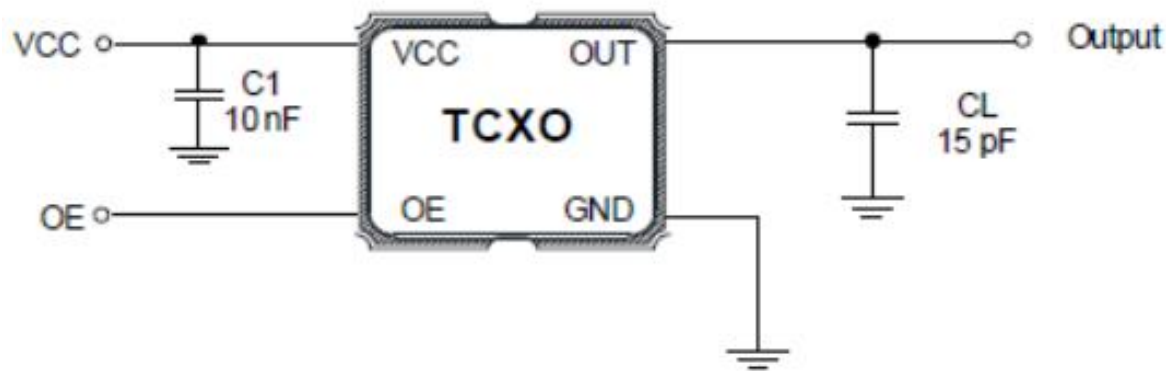 VCC
VCC
OUT
Output
C1
10 nF
TCXO
CL
15 pF
OE
OE
GND